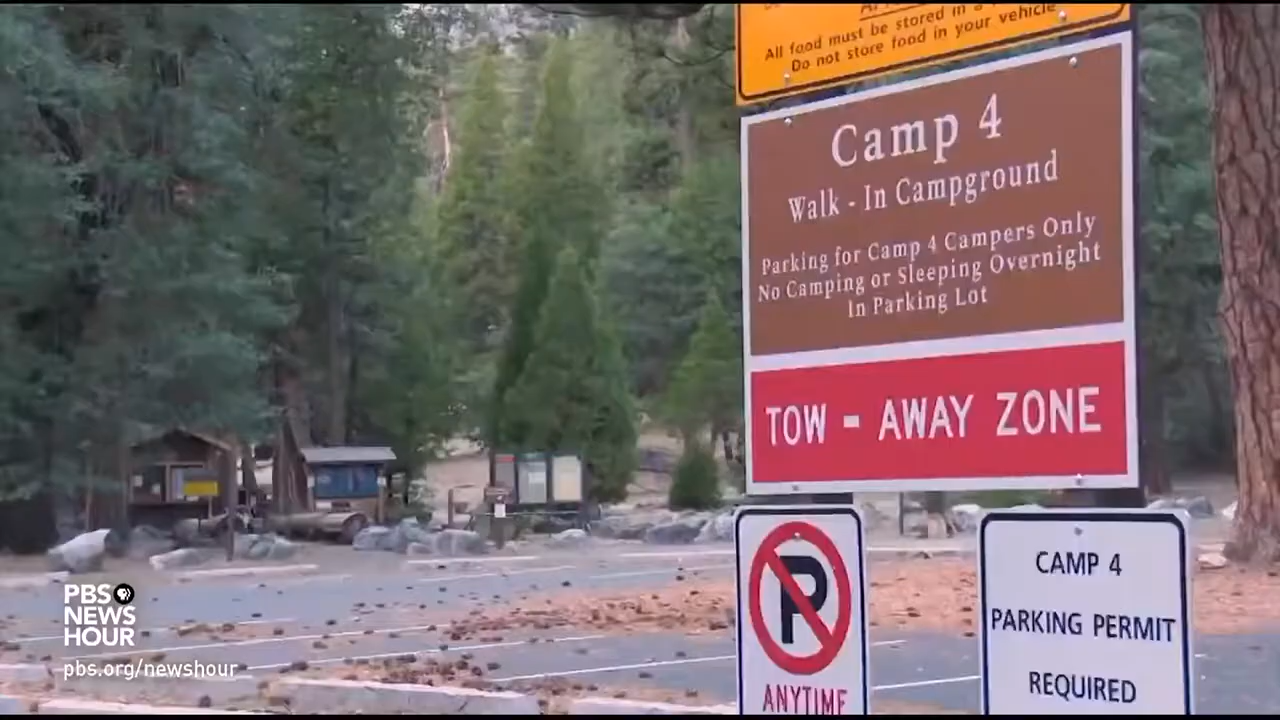 All food must be stored in a
Do not store food in your vehicle
Camp 4
Walk - In Campground
Parking for Camp 4 Campers Only
No Camping or Sleeping Overnight
In Parking Lot
TOW - AWAY ZONE
P
ANYTIME
CAMP 4
PARKING PERMIT
REQUIRED
PBS
NEWS
HOUR
pbs.org/newshour